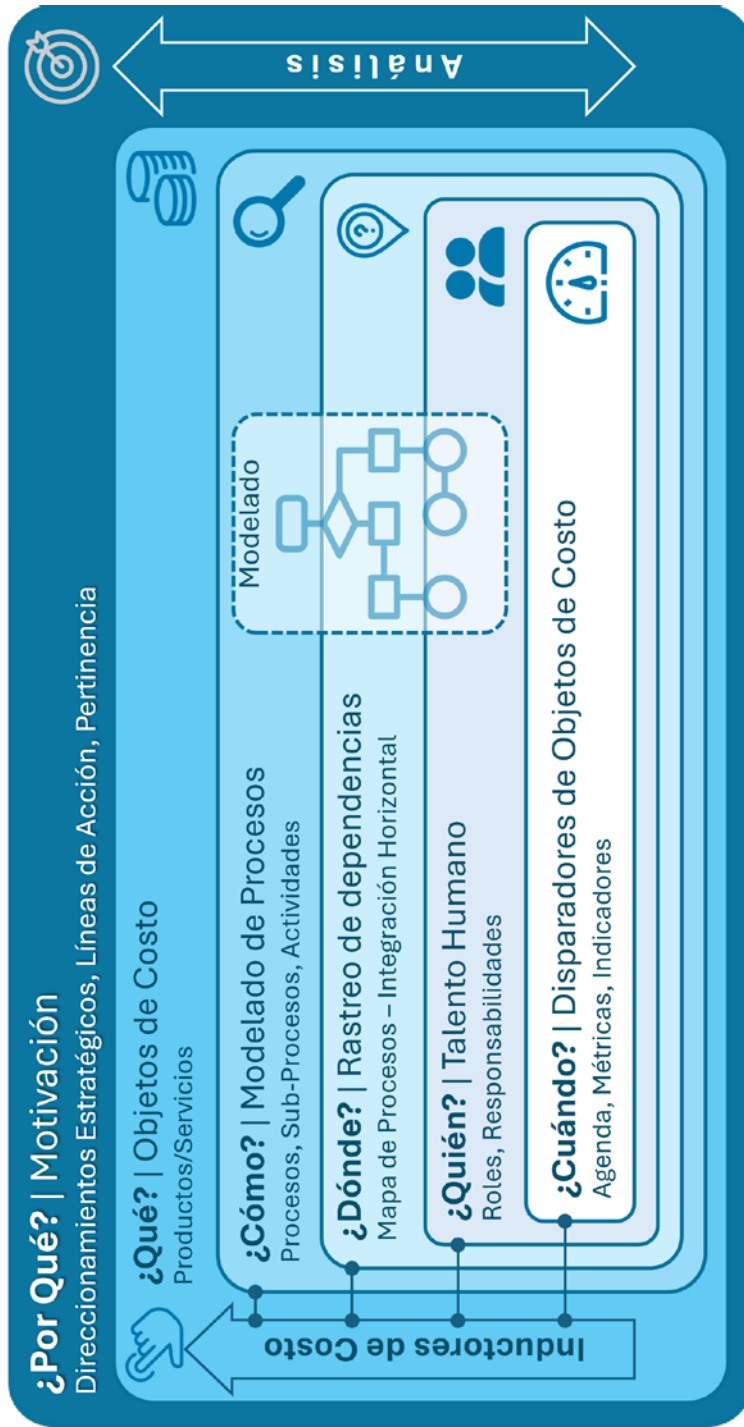 ¿Por Qué? | Motivación
Direccionamientos Estratégicos, Líneas de Acción, Pertinencia
¿Qué? | Objetos de Costo
Productos/Servicios
¿Cómo? | Modelado de Procesos
Procesos, Sub-Procesos, Actividades
¿Dónde? | Rastreo de dependencias
Mapa de Procesos – Integración Horizontal
¿Quién? | Talento Humano
Roles, Responsabilidades
¿Cuándo? | Disparadores de Objetos de Costo
Agenda, Métricas, Indicadores
Modelado
?
Inductores de Costo
Análisis